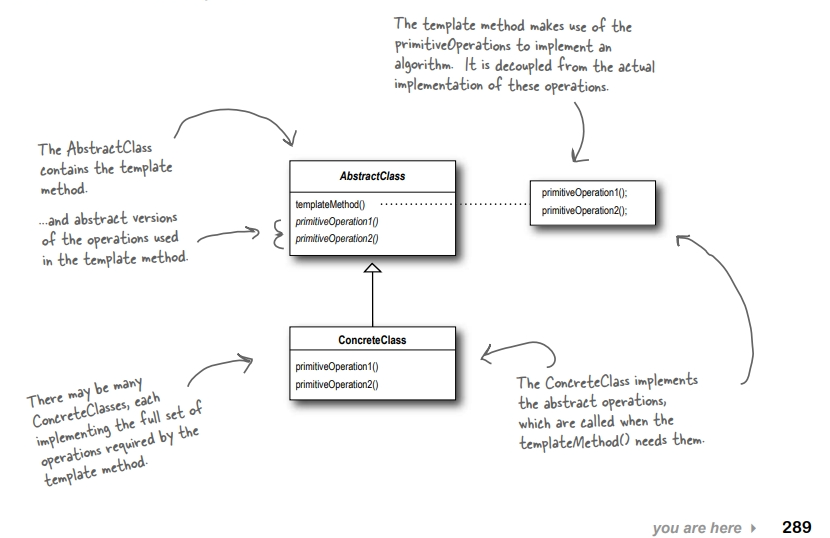 The template method makes use of the
primitiveOperations to implement an
algorithm. It is decoupled from the actual
implementation of these operations.
The AbstractClass
contains the template
method.
...and abstract versions
of the operations used
in the template method.
AbstractClass
templateMethod()
primitiveOperation1()
primitiveOperation2()
primitiveOperation1();
primitiveOperation2();
ConcreteClass
primitiveOperation1()
primitiveOperation2()
There may be many
ConcreteClasses, each
implementing the full set of
operations required by the
template method.
The ConcreteClass implements
the abstract operations,
which are called when the
templateMethod() needs them.
you are here 289